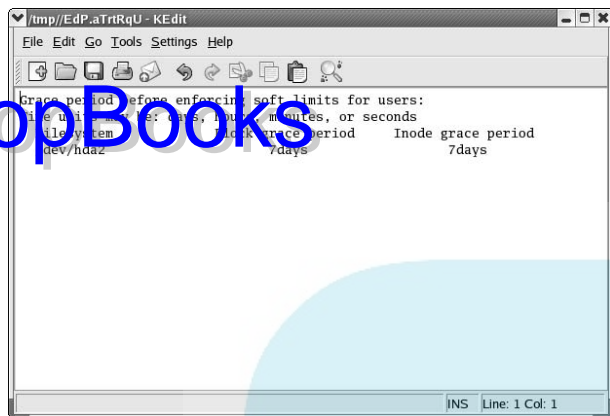 /tmp//EdP.aTrtRqU - KEdit
File Edit Go Tools Settings Help
Grace period before enforcing soft limits for users:
Time units may be: days, hours, minutes, or seconds
Filesystem Block grace period Inode grace period
/dev/hda2 7days 7days
opBooks
INS Line: 1 Col: 1